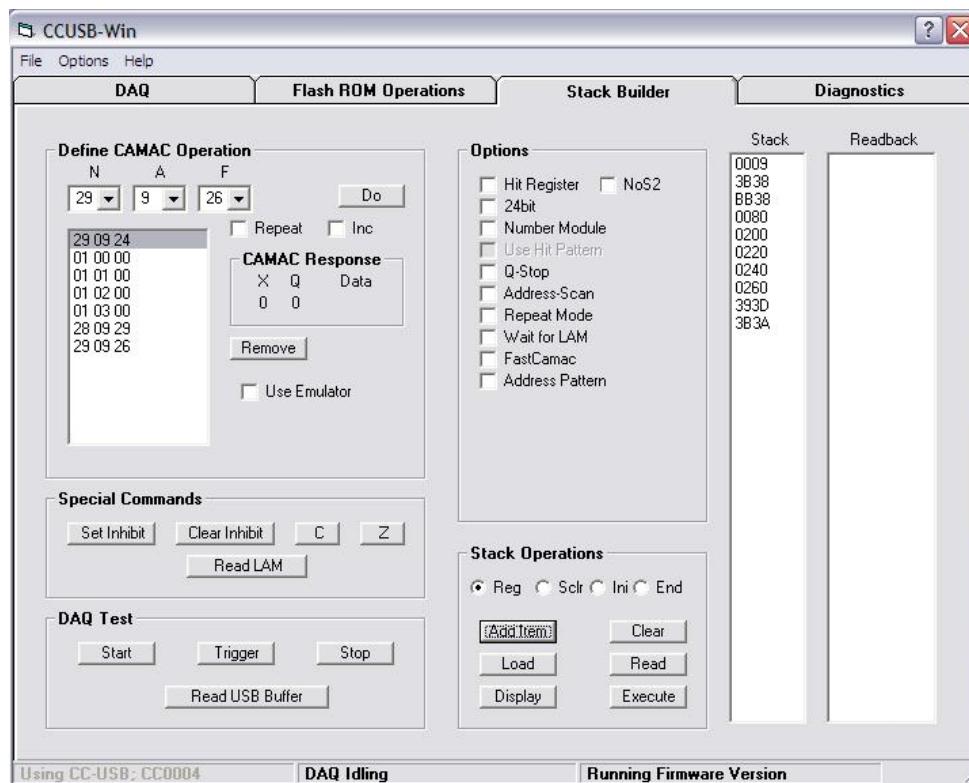 CCUSB-Win
File Options Help
DAQ Flash ROM Operations Stack Builder Diagnostics
Define CAMAC Operation
N A F
29 9 26 Do
Repeat Inc
29 09 24
01 00 00
01 01 00
01 02 00
01 03 00
28 09 29
29 09 26
CAMAC Response
X Q Data
0 0
Remove
Use Emulator
Special Commands
Set Inhibit Clear Inhibit C Z
Read LAM
DAQ Test
Start Trigger Stop
Read USB Buffer
Options
Hit Register NoS2
24bit
Number Module
Use Hit Pattern
Q-Stop
Address-Scan
Repeat Mode
Wait for LAM
FastCamac
Address Pattern
Stack Operations
Reg Sclr Ini End
Add Item Clear
Load Read
Display Execute
Stack Readback
0009
3B38
BB38
0080
0200
0220
0240
0260
393D
3B3A
Using CC-USB; CC0004 DAQ Idling Running Firmware Version